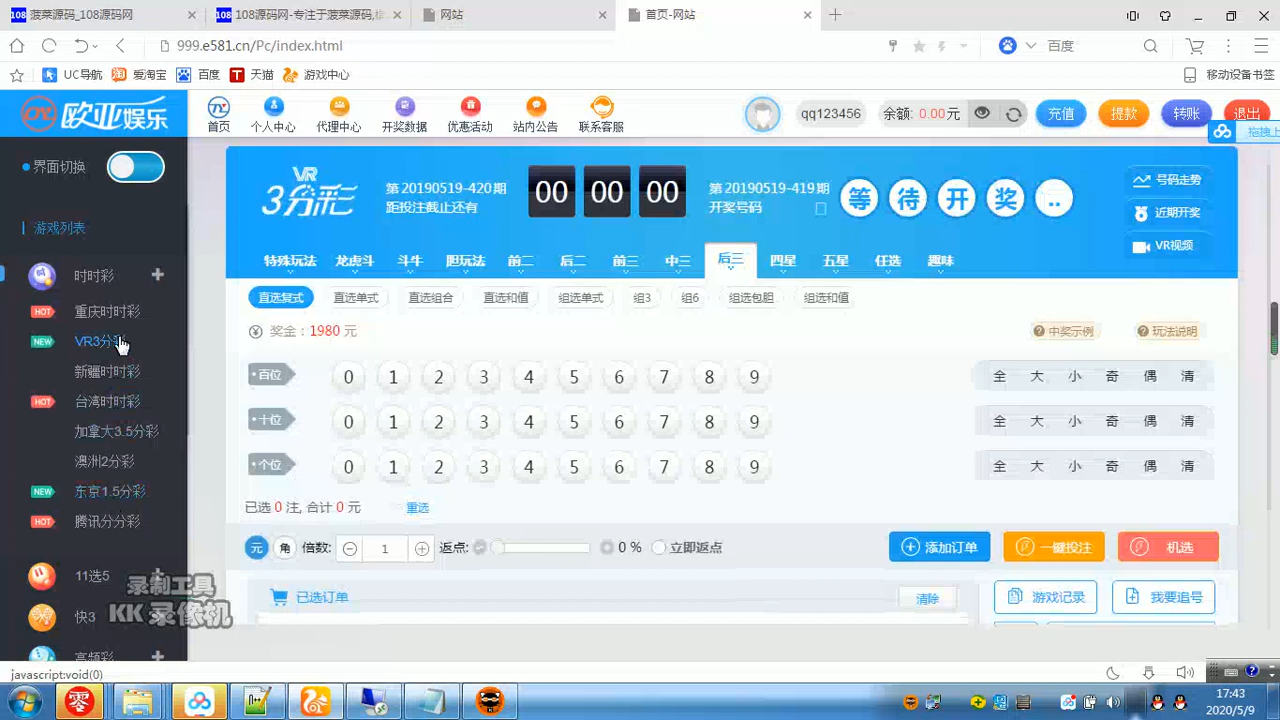 108 菠菜源码_108源码网
108 108源码网-专注于菠菜源码,棋
网站
首页-网站
999.e581.cn/Pc/index.html
百度
UC导航 爱淘宝 百度 天猫 游戏中心
移动设备书签
欧亚娱乐
首页 个人中心 代理中心 开奖数据 优惠活动 站内公告 联系客服
qq123456
余额: 0.00元
充值 提款 转账 退出
拖拽上
界面切换
游戏列表
时时彩
HOT 重庆时时彩
NEW VR3分彩
新疆时时彩
HOT 台湾时时彩
加拿大3.5分彩
澳洲2分彩
NEW 东京1.5分彩
HOT 腾讯分分彩
11选5
快3
高频彩
VR
3分彩
第20190519-420期
距投注截止还有
00 00 00
第20190519-419期
开奖号码
等 待 开 奖 ..
号码走势
近期开奖
VR视频
特殊玩法 龙虎斗 斗牛 胆玩法 前二 后二 前三 中三 后三 四星 五星 任选 趣味
直选复式 直选单式 直选组合 直选和值 组选单式 组3 组6 组选包胆 组选和值
奖金: 1980 元
中奖示例 玩法说明
百位 0 1 2 3 4 5 6 7 8 9 全 大 小 奇 偶 清
十位 0 1 2 3 4 5 6 7 8 9 全 大 小 奇 偶 清
个位 0 1 2 3 4 5 6 7 8 9 全 大 小 奇 偶 清
已选 0 注, 合计 0 元 重选
元 角 倍数: 1 返点: 0 % 立即返点
添加订单 一键投注 机选
已选订单 清除 游戏记录 我要追号
录制工具
KK 录像机
javascript:void(0)
17:43
2020/5/9